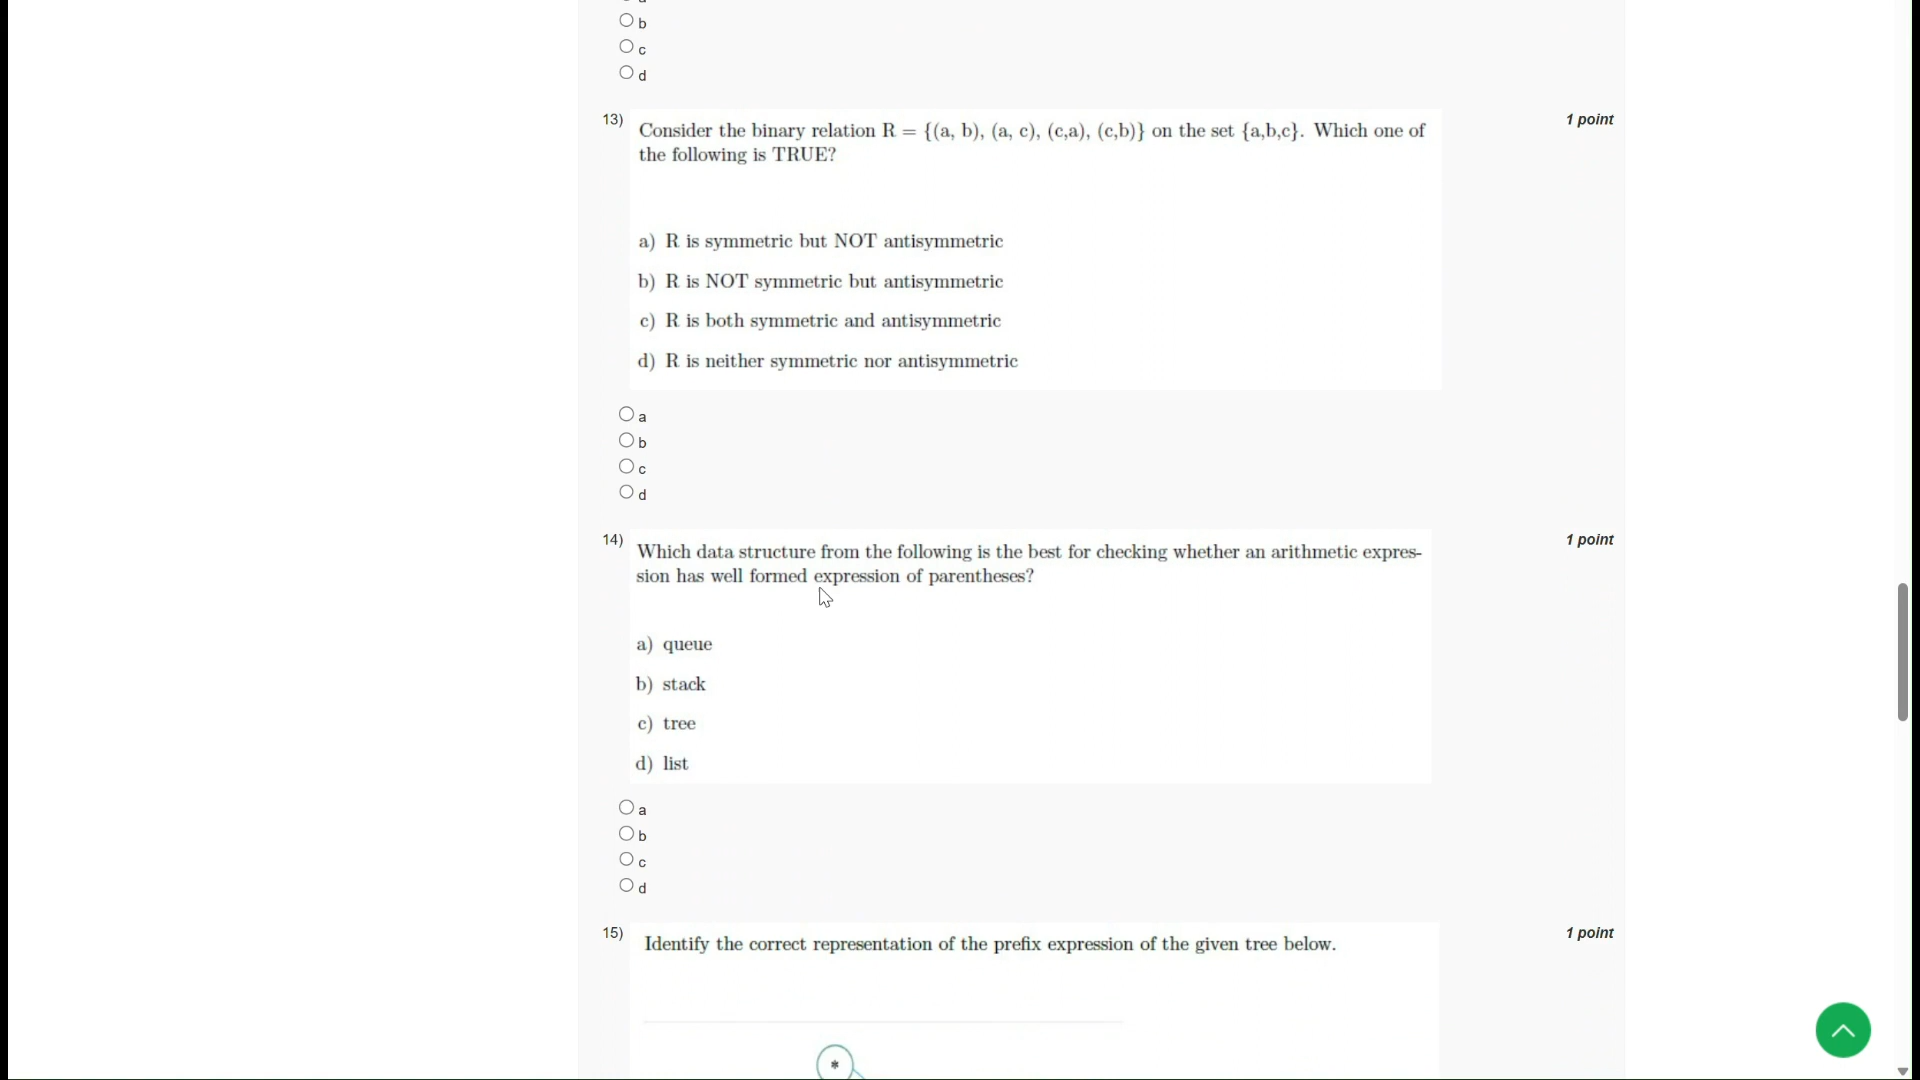 b
c
d
13)
1 point
Consider the binary relation R = {(a, b), (a, c), (c,a), (c,b)} on the set {a,b,c}. Which one of
the following is TRUE?
a) R is symmetric but NOT antisymmetric
b) R is NOT symmetric but antisymmetric
c) R is both symmetric and antisymmetric
d) R is neither symmetric nor antisymmetric
a
b
c
d
14)
1 point
Which data structure from the following is the best for checking whether an arithmetic expres-
sion has well formed expression of parentheses?
a) queue
b) stack
c) tree
d) list
a
b
c
d
15)
1 point
Identify the correct representation of the prefix expression of the given tree below.
*